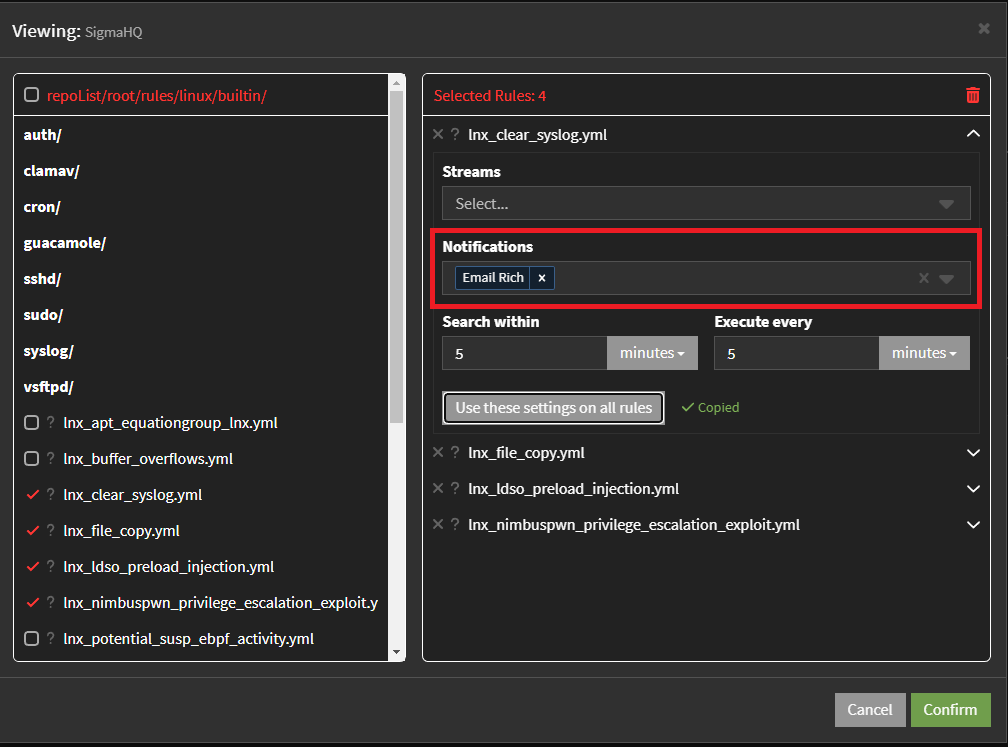 Viewing: SigmaHQ
repoList/root/rules/linux/builtin/
auth/
clamav/
cron/
guacamole/
sshd/
sudo/
syslog/
vsftpd/
? lnx_apt_equationgroup_lnx.yml
? lnx_buffer_overflows.yml
? lnx_clear_syslog.yml
? lnx_file_copy.yml
? lnx_ldso_preload_injection.yml
? lnx_nimbuspwn_privilege_escalation_exploit.y
? lnx_potential_susp_ebpf_activity.yml
Selected Rules: 4
? lnx_clear_syslog.yml
Streams
Select...
Notifications
Email Rich
Search within Execute every
5 minutes 5 minutes
Use these settings on all rules Copied
? lnx_file_copy.yml
? lnx_ldso_preload_injection.yml
? lnx_nimbuspwn_privilege_escalation_exploit.yml
Cancel Confirm